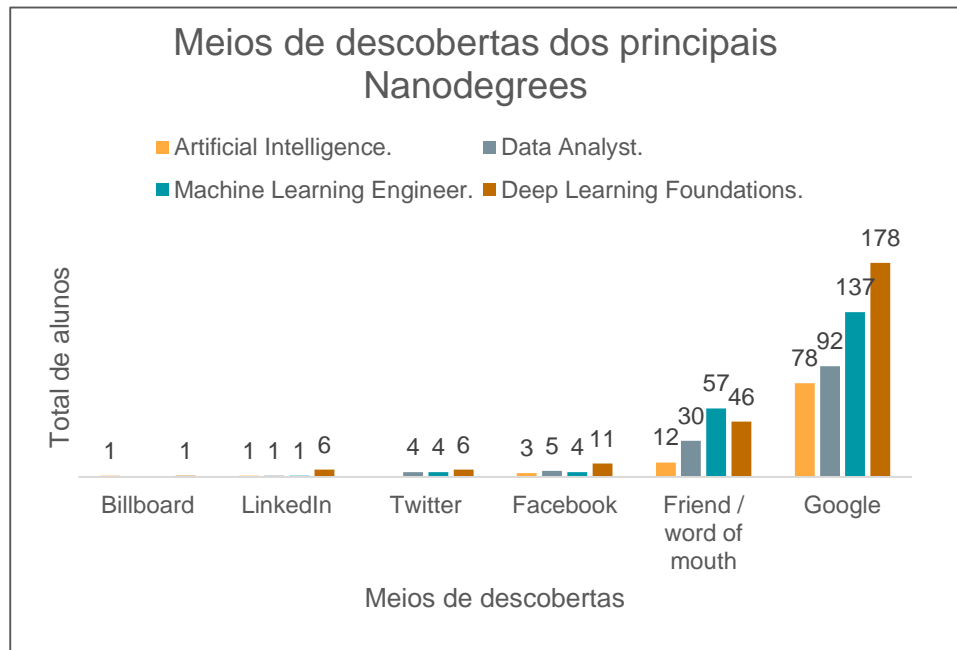 Meios de descobertas dos principais
Nanodegrees
Artificial Intelligence. Data Analyst.
Machine Learning Engineer. Deep Learning Foundations.
Total de alunos
1 1
1 1 1 6
4 4 6
3 5 4 11
12 30 57 46
78 92 137 178
Billboard LinkedIn Twitter Facebook Friend / Google
word of
mouth
Meios de descobertas